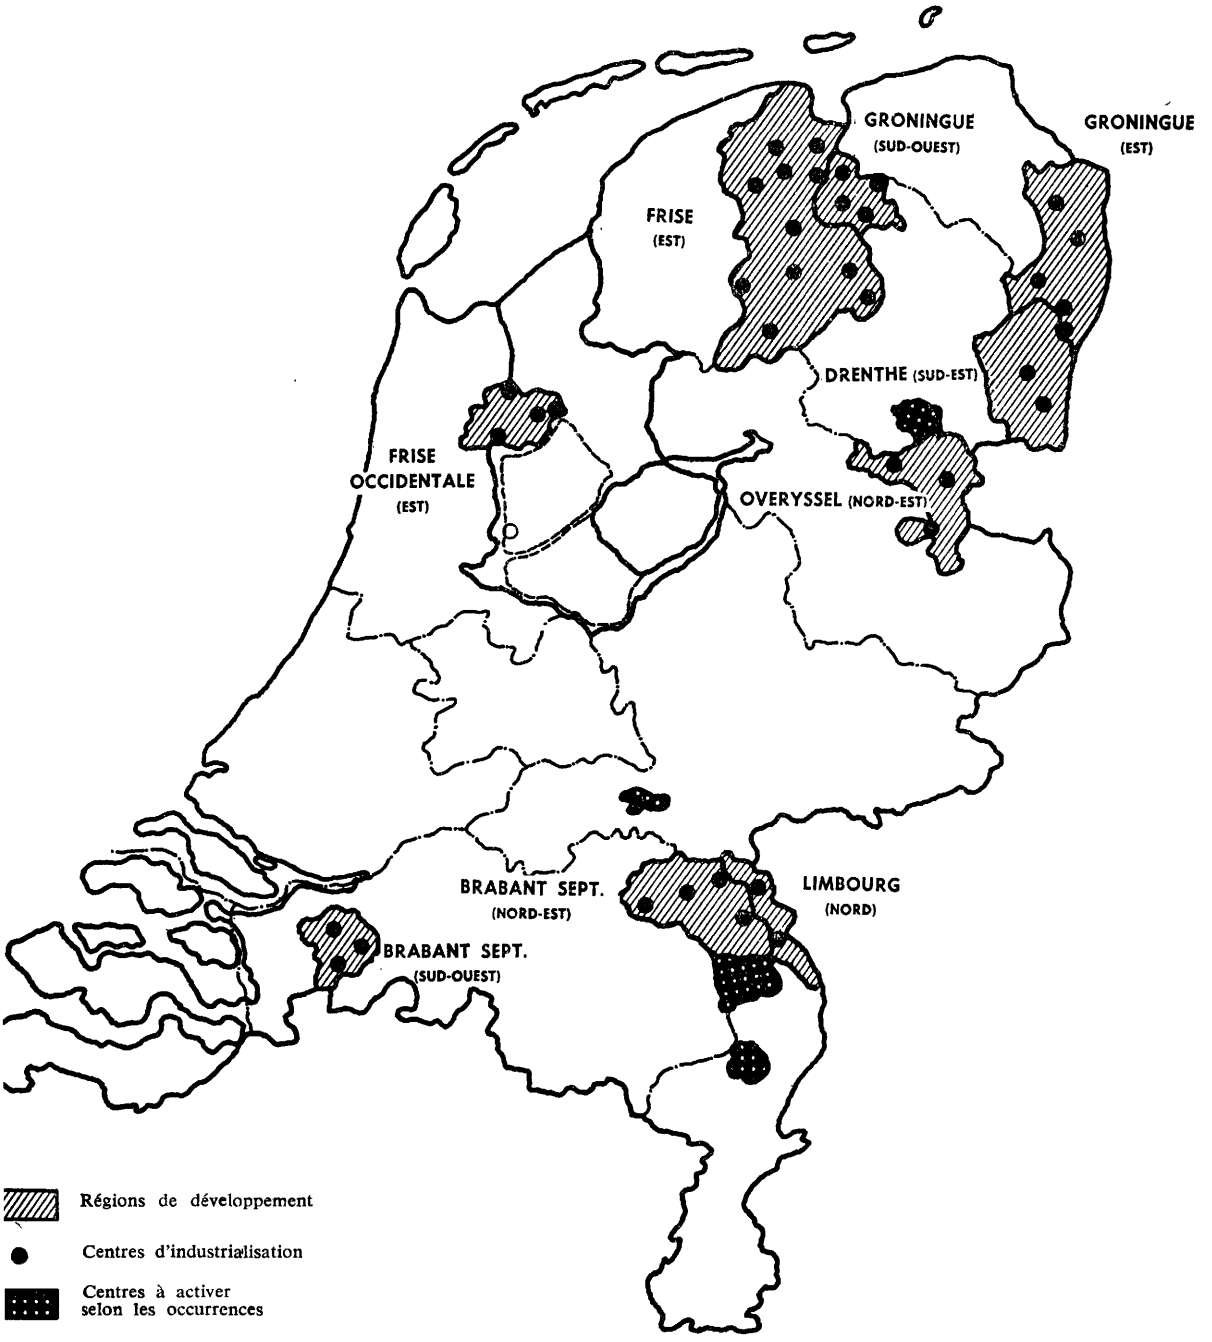 GRONINGUE
(SUD-OUEST)
GRONINGUE
(EST)
FRISE
(EST)
DRENTHE (SUD-EST)
FRISE
OCCIDENTALE
(EST)
OVERYSSEL (NORD-EST)
BRABANT SEPT.
(NORD-EST)
LIMBOURG
(NORD)
BRABANT SEPT.
(SUD-OUEST)
Régions de développement
Centres d'industrialisation
Centres à activer
selon les occurrences